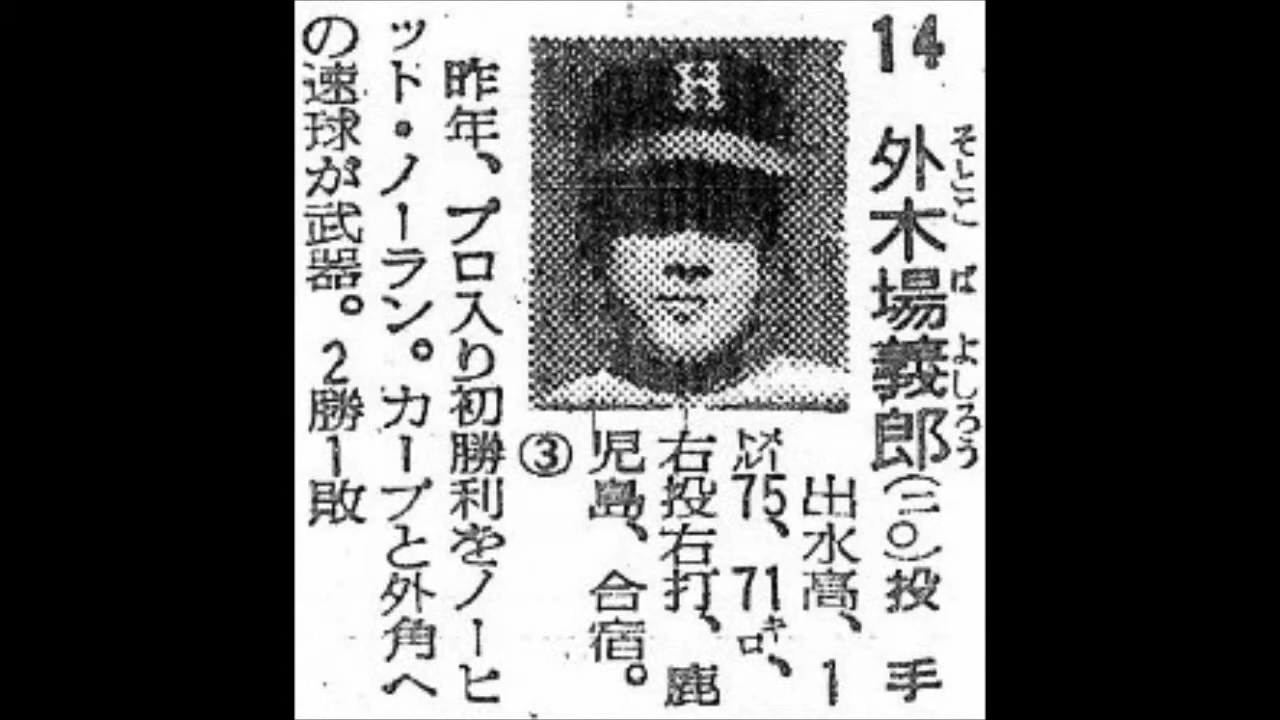 14 外木場義郎(二〇)投手
そとこば よしろう
出水高、1
メートル75、71キロ、
右投右打、鹿
児島、合宿。
③
昨年、プロ入り初勝利をノーヒ
ット・ノーラン。カーブと外角へ
の速球が武器。2勝1敗
H